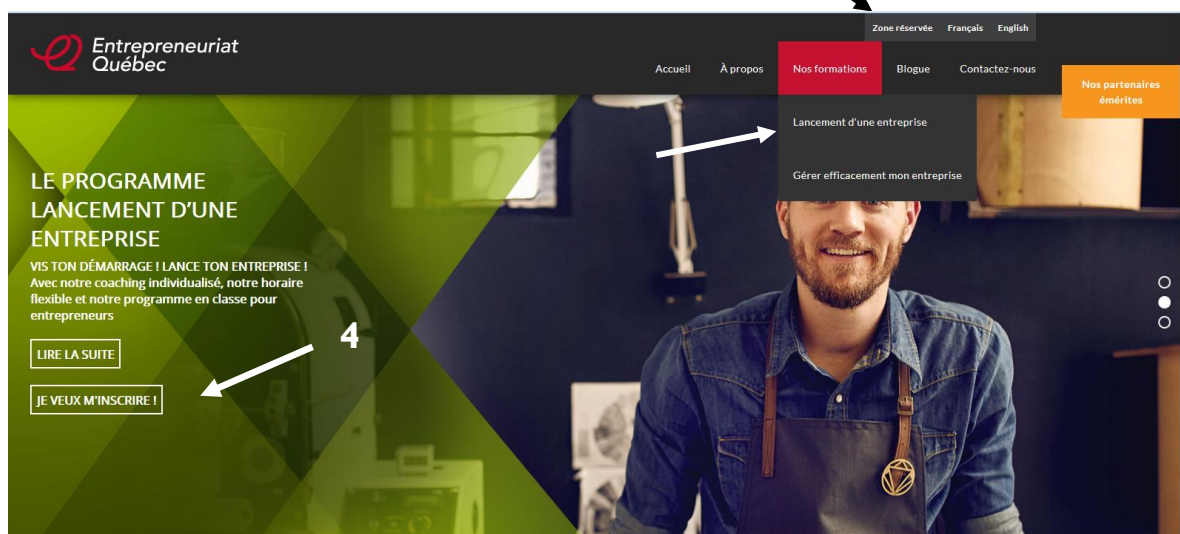 Zone réservée Français English
Entrepreneuriat
Québec
Accueil À propos Nos formations Blogue Contactez-nous
Nos partenaires
émérites
Lancement d'une entreprise
Gérer efficacement mon entreprise
LE PROGRAMME
LANCEMENT D'UNE
ENTREPRISE
VIS TON DÉMARRAGE ! LANCE TON ENTREPRISE !
Avec notre coaching individualisé, notre horaire
flexible et notre programme en classe pour
entrepreneurs
4
LIRE LA SUITE
JE VEUX M'INSCRIRE !